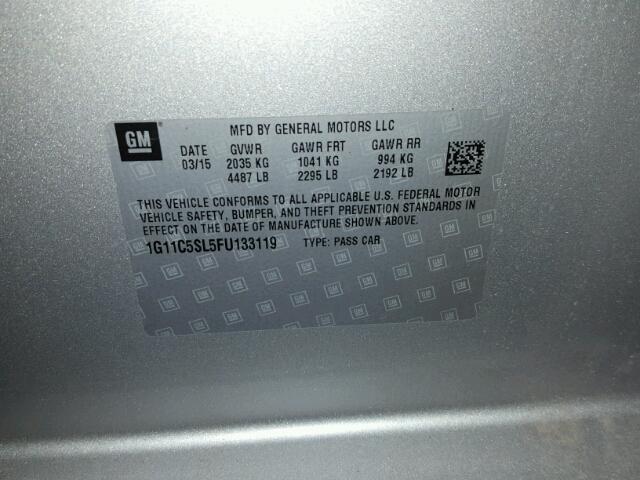 GM
MFD BY GENERAL MOTORS LLC
DATE GVWR GAWR FRT GAWR RR
03/15 2035 KG 1041 KG 994 KG
4487 LB 2295 LB 2192 LB
THIS VEHICLE CONFORMS TO ALL APPLICABLE U.S. FEDERAL MOTOR
VEHICLE SAFETY, BUMPER, AND THEFT PREVENTION STANDARDS IN
EFFECT ON THE DATE OF MANUFACTURE SHOWN ABOVE.
1G11C5SL5FU133119 TYPE: PASS CAR